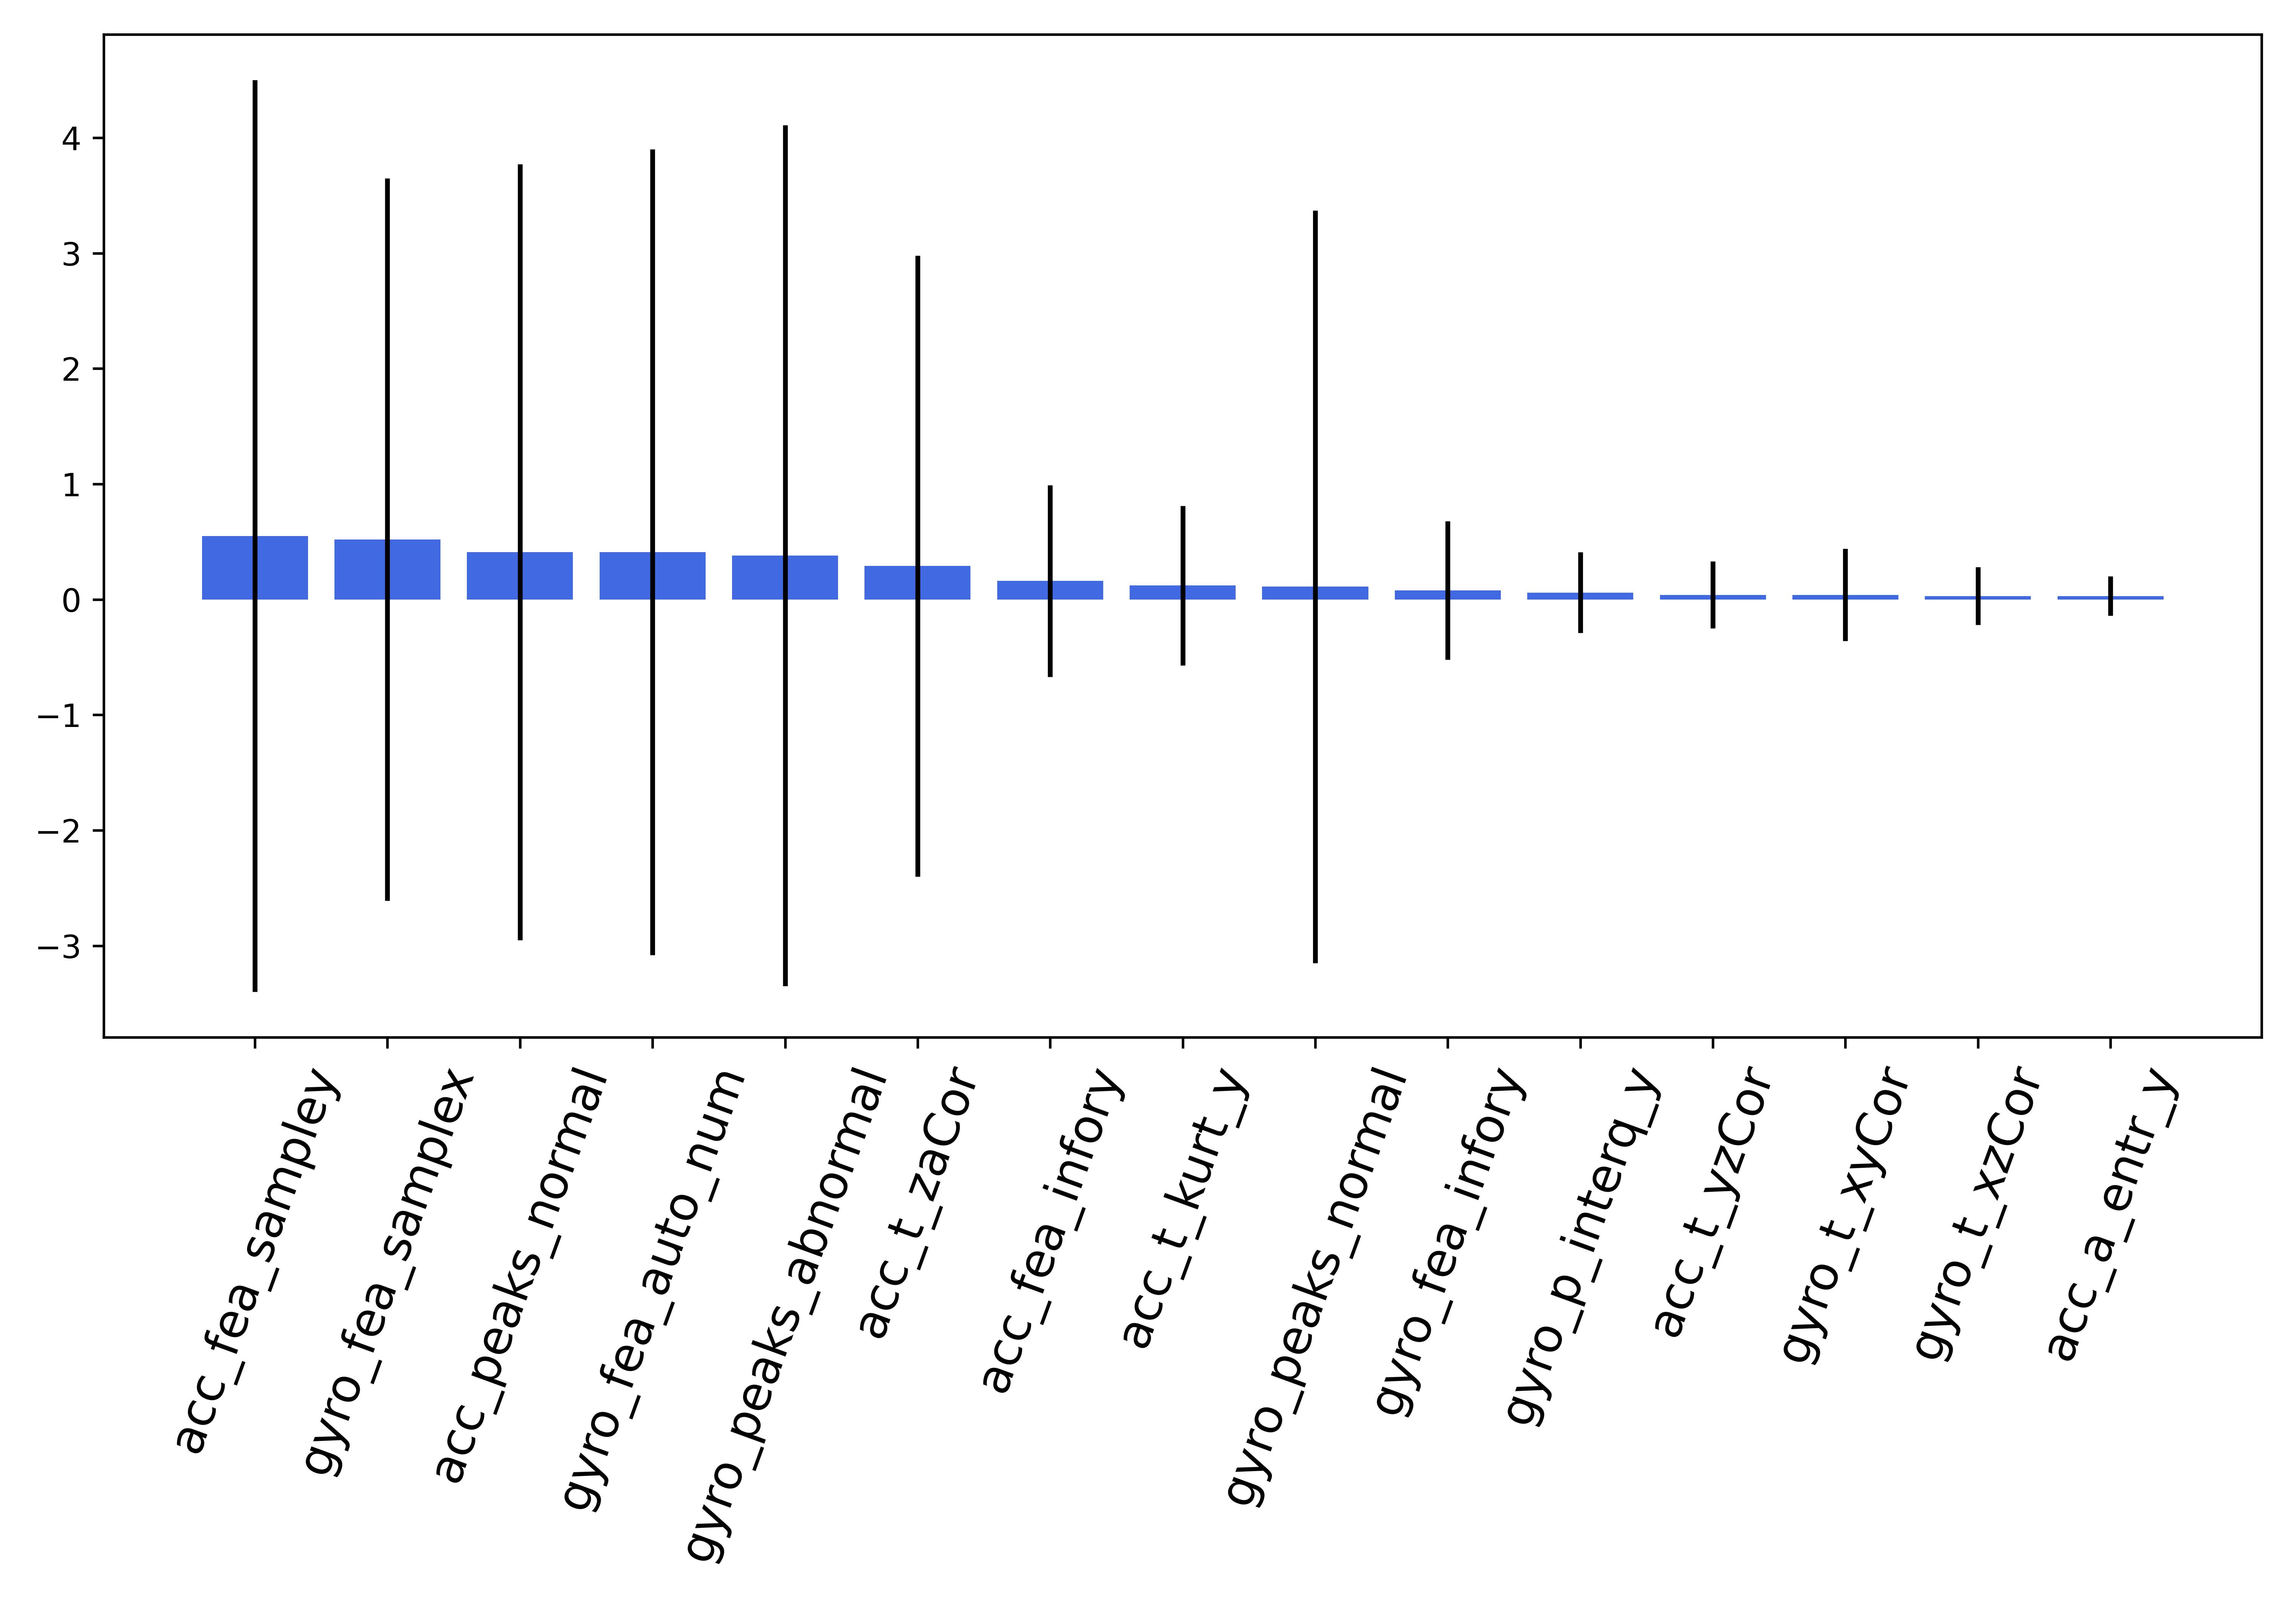 4
3
2
1
0
−1
−2
−3
acc_fea_sampley
gyro_fea_samplex
acc_peaks_normal
gyro_fea_auto_num
gyro_peaks_abnormal
acc_t_zaCor
acc_fea_infory
acc_t_kurt_y
gyro_peaks_normal
gyro_fea_infory
gyro_p_interq_y
acc_t_yzCor
gyro_t_xyCor
gyro_t_xzCor
acc_a_entr_y